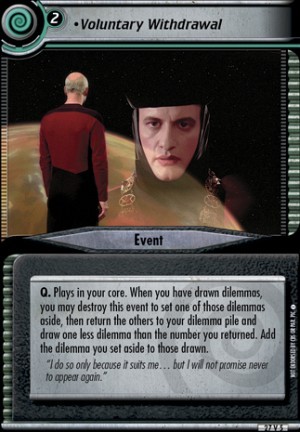 2
•Voluntary Withdrawal
Event
Q. Plays in your core. When you have drawn dilemmas,
you may destroy this event to set one of those dilemmas
aside, then return the others to your dilemma pile and
draw one less dilemma than the number you returned. Add
the dilemma you set aside to those drawn.
"I do so only because it suits me… but I will not promise never
to appear again."
27 V 5